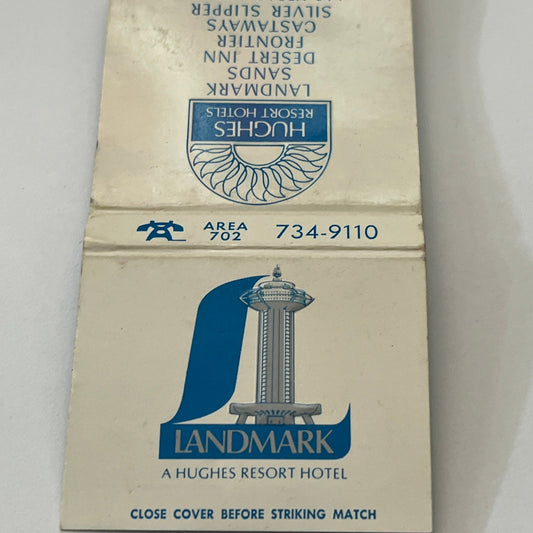 HUGHES
RESORT HOTELS
LANDMARK
SANDS
DESERT INN
FRONTIER
CASTAWAYS
SILVER SLIPPER
AREA
702
734-9110
LANDMARK
A HUGHES RESORT HOTEL
CLOSE COVER BEFORE STRIKING MATCH